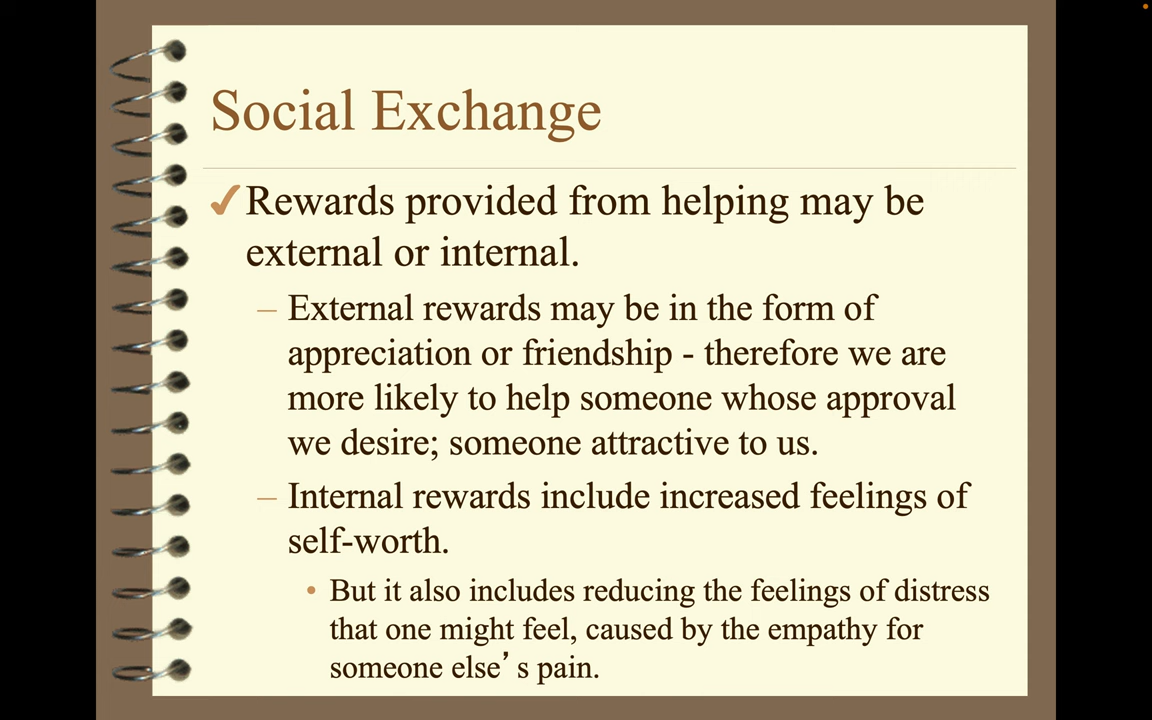 Social Exchange
✓Rewards provided from helping may be
external or internal.
– External rewards may be in the form of
appreciation or friendship - therefore we are
more likely to help someone whose approval
we desire; someone attractive to us.
– Internal rewards include increased feelings of
self-worth.
• But it also includes reducing the feelings of distress
that one might feel, caused by the empathy for
someone else’ s pain.